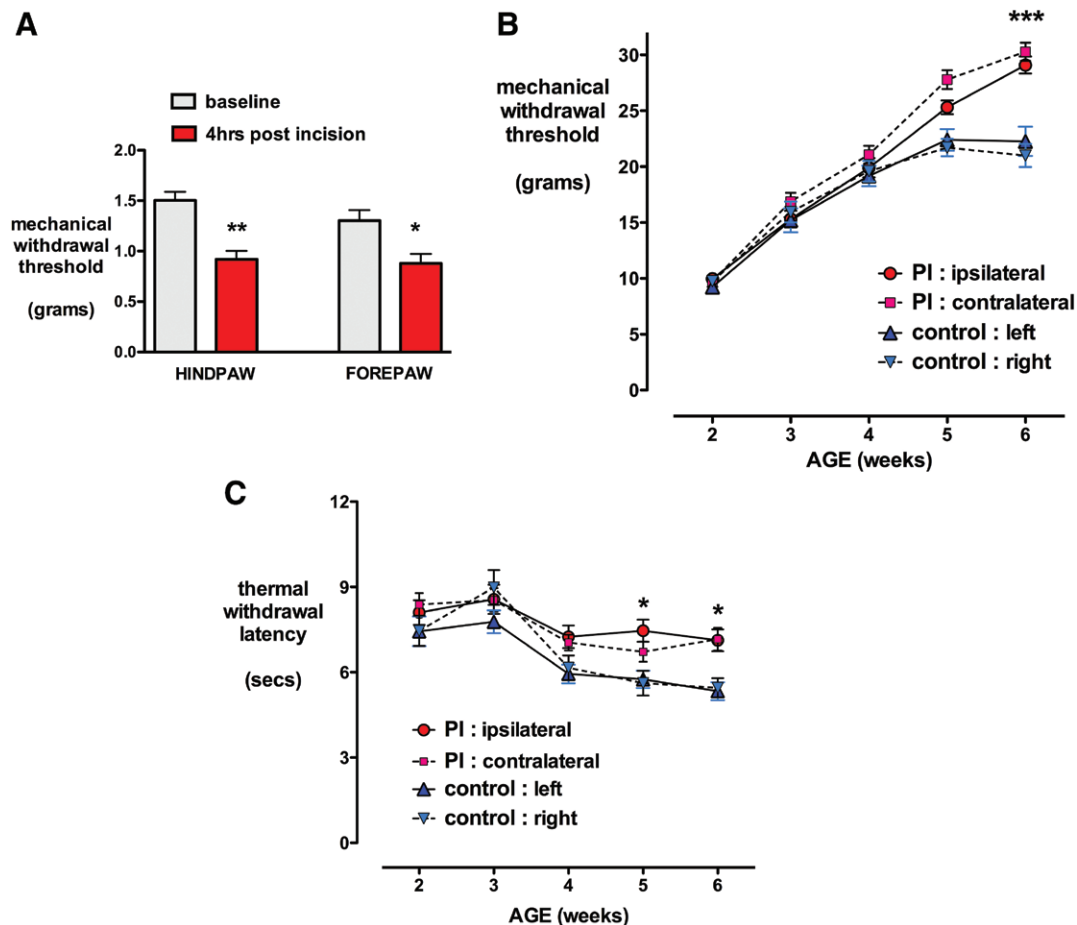 A
baseline
4hrs post incision
2.0
1.5
1.0
0.5
0.0
mechanical
withdrawal
threshold
(grams)
**
*
HINDPAW
FOREPAW
B
mechanical
withdrawal
threshold
(grams)
***
30
25
20
15
10
5
0
PI : ipsilateral
PI : contralateral
control : left
control : right
2 3 4 5 6
AGE (weeks)
C
thermal
withdrawal
latency
(secs)
12
9
6
3
0
*
*
PI : ipsilateral
PI : contralateral
control : left
control : right
2 3 4 5 6
AGE (weeks)